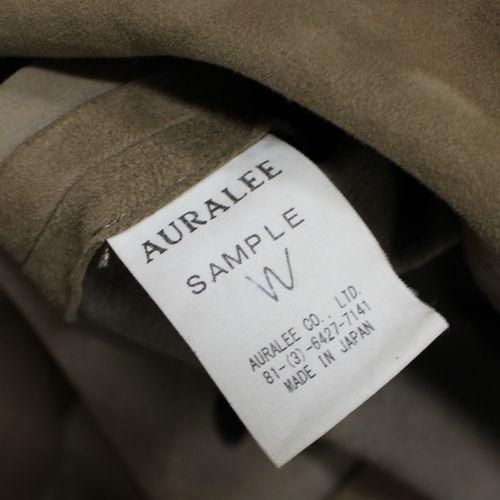 AURALEE
SAMPLE
W
AURALEE CO., LTD.
81-(3)-6427-7141
MADE IN JAPAN